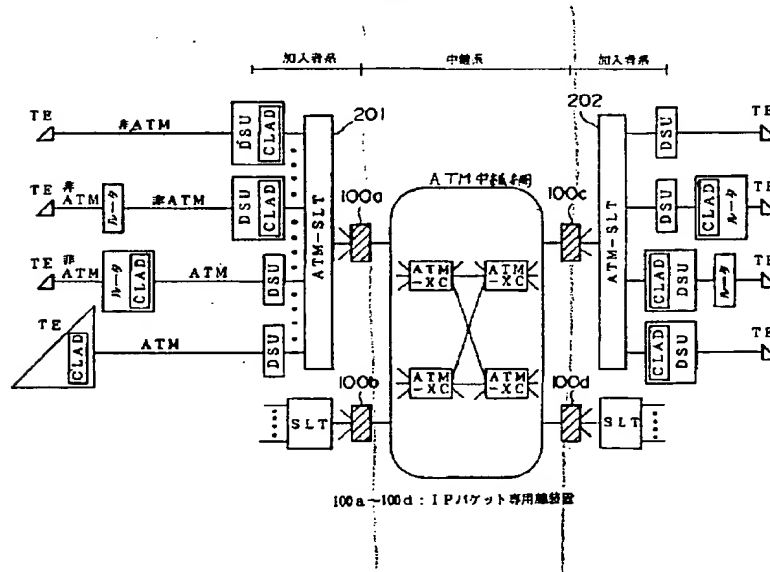 加入者系
中継系
加入者系
TE
非ATM
DSU
CLAD
201
ATM-SLT
TE
非
ATM
ルータ
非ATM
DSU
CLAD
TE
非
ATM
ルータ
CLAD
ATM
DSU
TE
CLAD
ATM
DSU
SLT
100a
100b
ATM中継網
ATM
-XC
ATM
-XC
ATM
-XC
ATM
-XC
100c
100d
202
ATM-SLT
DSU
TE
DSU
CLAD
ルータ
TE
CLAD
DSU
ルータ
TE
CLAD
DSU
TE
SLT
100a~100d:IPパケット専用線装置